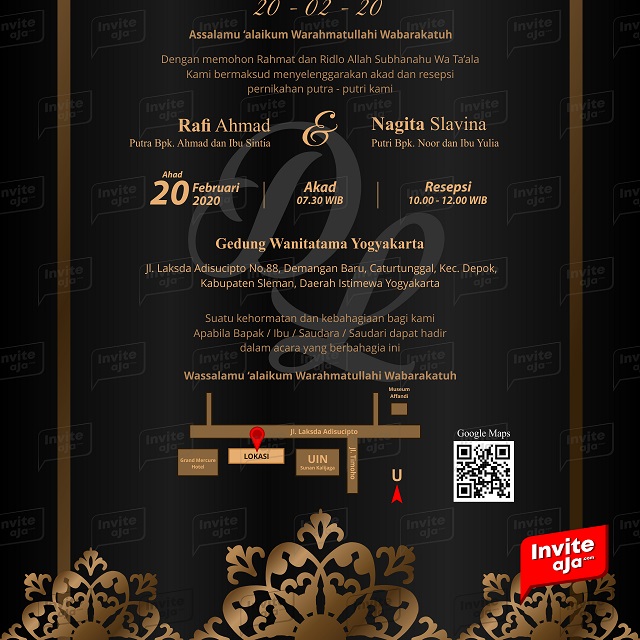 20 - 02 - 20
Assalamu 'alaikum Warahmatullahi Wabarakatuh
Dengan memohon Rahmat dan Ridlo Allah Subhanahu Wa Ta'ala
Kami bermaksud menyelenggarakan akad dan resepsi
pernikahan putra - putri kami
Rafi Ahmad
Putra Bpk. Ahmad dan Ibu Sintia
&
Nagita Slavina
Putri Bpk. Noor dan Ibu Yulia
Ahad
20 Februari
2020
Akad
07.30 WIB
Resepsi
10.00 - 12.00 WIB
Gedung Wanitatama Yogyakarta
Jl. Laksda Adisucipto No.88, Demangan Baru, Caturtunggal, Kec. Depok,
Kabupaten Sleman, Daerah Istimewa Yogyakarta
Suatu kehormatan dan kebahagiaan bagi kami
Apabila Bapak / Ibu / Saudara / Saudari dapat hadir
dalam acara yang berbahagia ini
Wassalamu 'alaikum Warahmatullahi Wabarakatuh
Museum
Affandi
Jl. Laksda Adisucipto
Grand Mercure
Hotel
LOKASI
UIN
Sunan Kalijaga
Jl. Timoho
U
Google Maps
Invite
aja.com